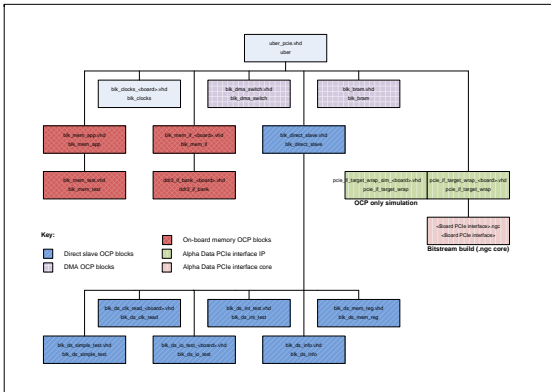 uber_pcie.vhd
uber
blk_clocks_<board>.vhd
blk_clocks
blk_dma_switch.vhd
blk_dma_switch
blk_bram.vhd
blk_bram
blk_mem_app.vhd
blk_mem_app
blk_mem_if_<board>.vhd
blk_mem_if
blk_direct_slave.vhd
blk_direct_slave
blk_mem_test.vhd
blk_mem_test
ddr3_if_bank_<board>.vhd
ddr3_if_bank
pcie_if_target_wrap_sim_<board>.vhd
pcie_if_target_wrap
pcie_if_target_wrap_<board>.vhd
pcie_if_target_wrap
OCP only simulation
<Board PCIe interface>.ngc
<Board PCIe interface>
Bitstream build (.ngc core)
Key:
Direct slave OCP blocks
DMA OCP blocks
On-board memory OCP blocks
Alpha Data PCIe interface IP
Alpha Data PCIe interface core
blk_ds_clk_read_<board>.vhd
blk_ds_clk_read
blk_ds_int_test.vhd
blk_ds_int_test
blk_ds_mem_reg.vhd
blk_ds_mem_reg
blk_ds_simple_test.vhd
blk_ds_simple_test
blk_ds_io_test_<board>.vhd
blk_ds_io_test
blk_ds_info.vhd
blk_ds_info